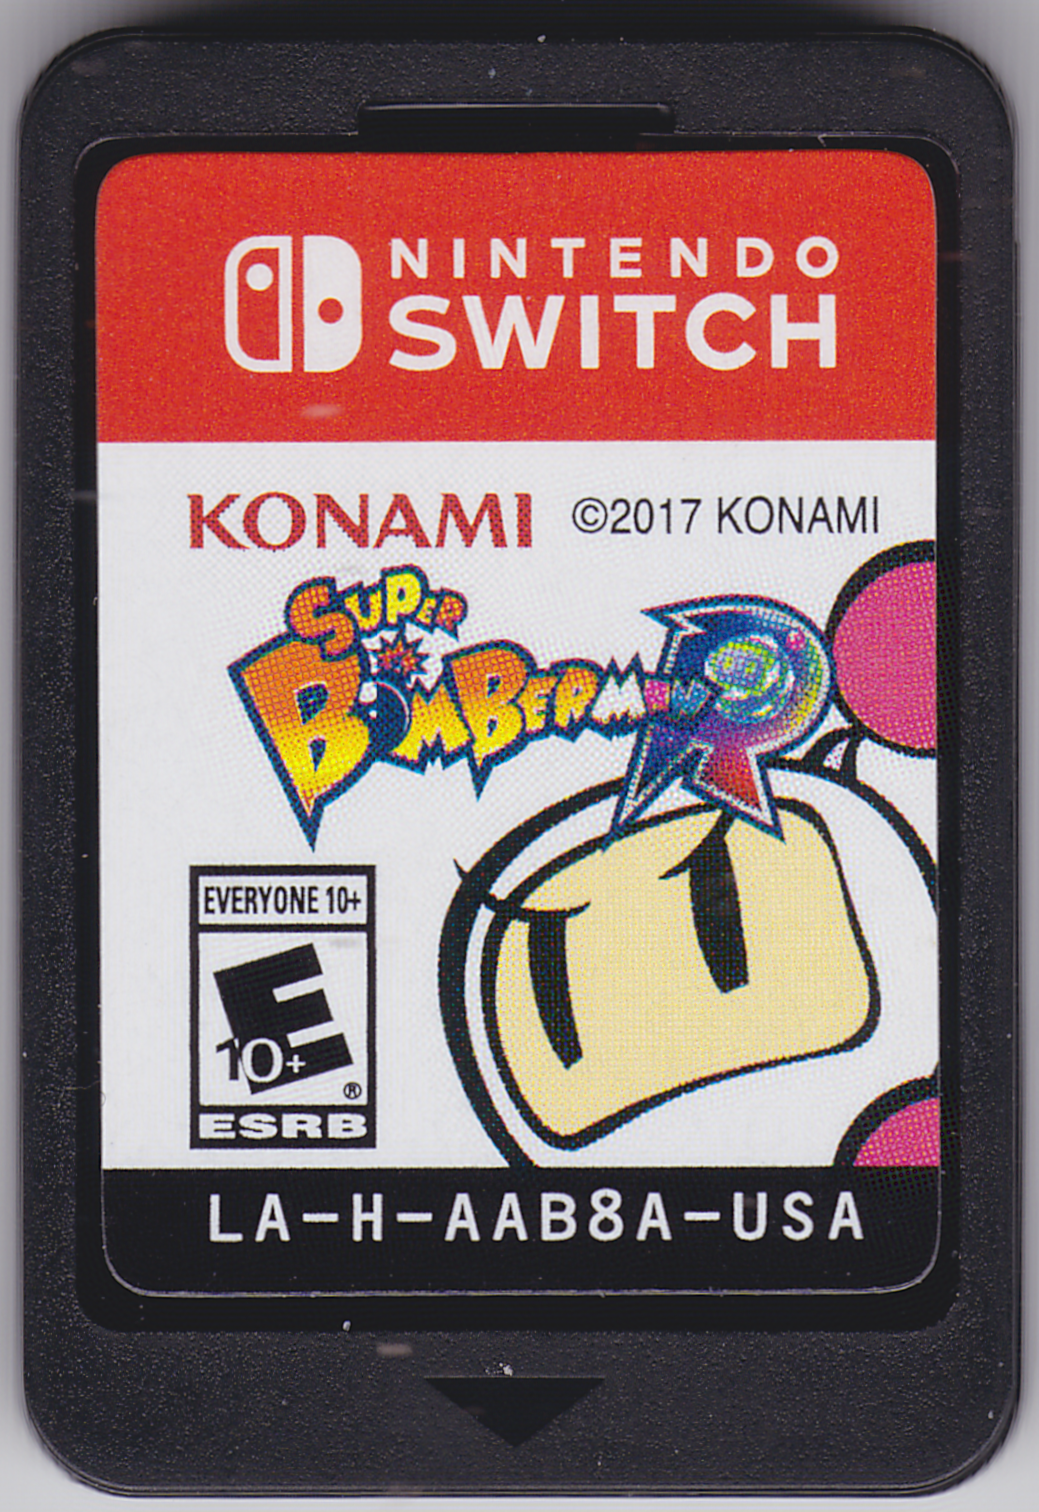 NINTENDO
SWITCH
KONAMI ©2017 KONAMI
SUPER
BOMBERMAN R
EVERYONE 10+
E
10+
®
ESRB
LA-H-AAB8A-USA